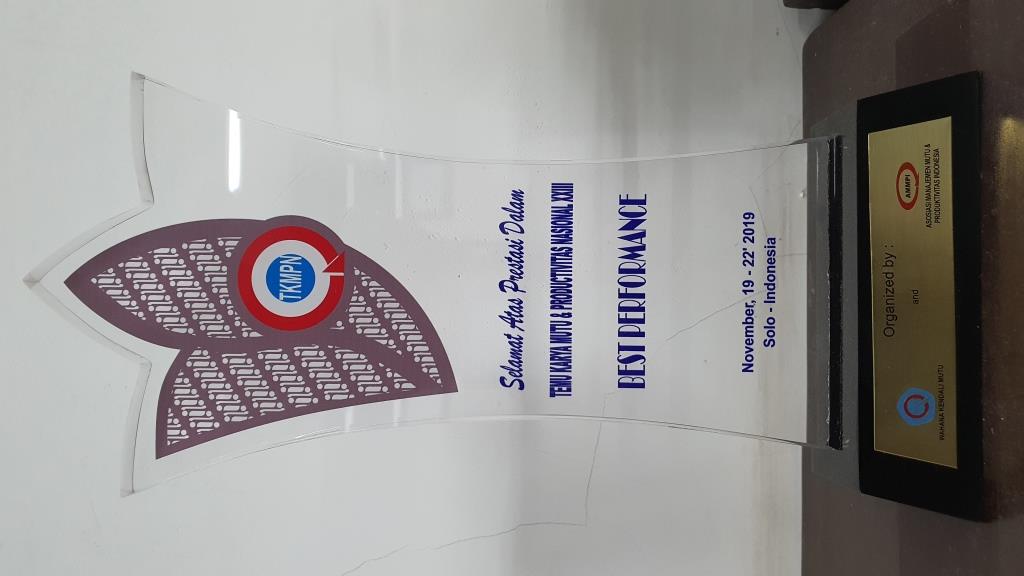 TKMPN
Selamat Atas Prestasi Dalam
TEMU KARYA MUTU & PRODUCTIVITAS NASIONAL XXIII
BEST PERFORMANCE
November, 19 - 22' 2019
Solo - Indonesia
Organized by :
and
WAHANA KENDALI MUTU
AMMPI
ASOSIASI MANAJEMEN MUTU &
PRODUKTIVITAS INDONESIA